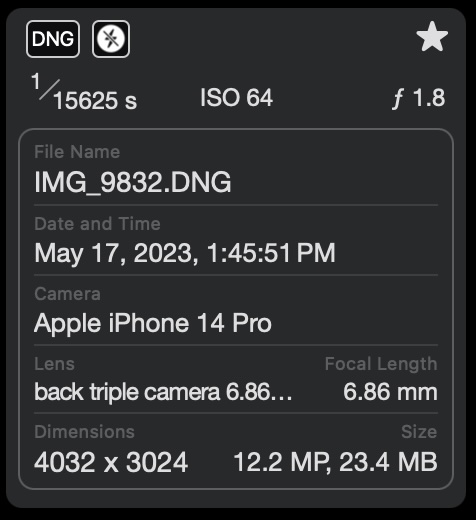 DNG
1/15625 s ISO 64 ƒ 1.8
File Name
IMG_9832.DNG
Date and Time
May 17, 2023, 1:45:51 PM
Camera
Apple iPhone 14 Pro
Lens Focal Length
back triple camera 6.86... 6.86 mm
Dimensions Size
4032 x 3024 12.2 MP, 23.4 MB